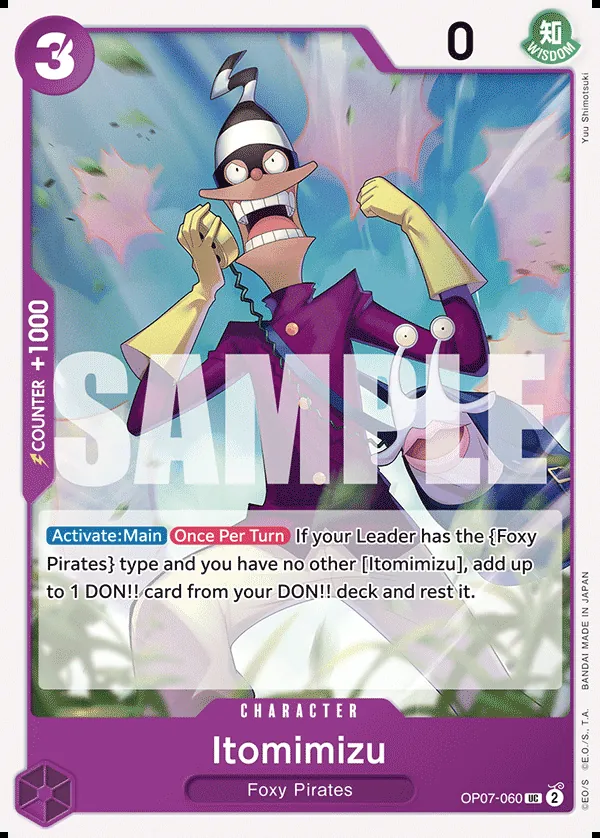 3
0
知
WISDOM
Yuu Shimotsuki
COUNTER +1000
SAMPLE
Activate:Main Once Per Turn If your Leader has the {Foxy
Pirates} type and you have no other [Itomimizu], add up
to 1 DON!! card from your DON!! deck and rest it.
CHARACTER
Itomimizu
Foxy Pirates
OP07-060 UC 2
©E.O/S ©E.O./S., T.A. BANDAI MADE IN JAPAN